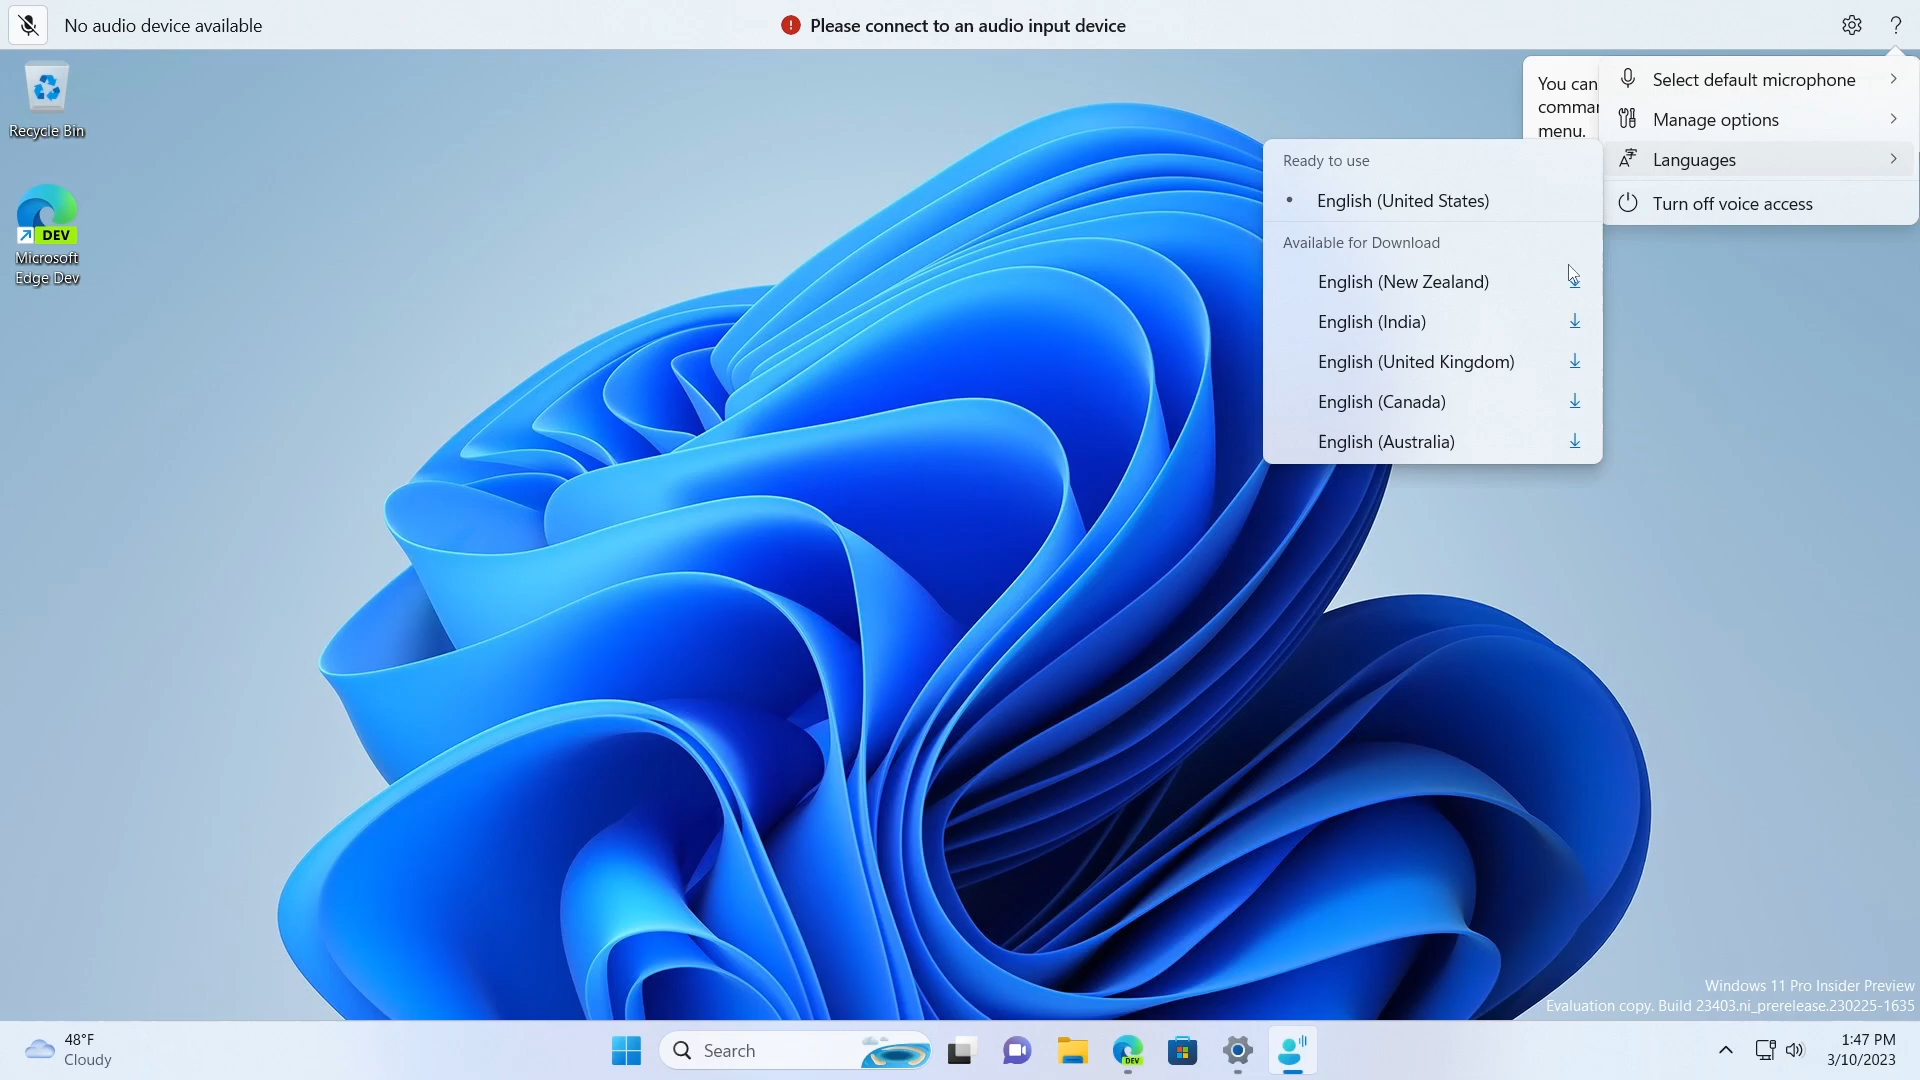 No audio device available
Please connect to an audio input device
?
Recycle Bin
DEV
Microsoft
Edge Dev
You can
menu.
Select default microphone
Manage options
Languages
Turn off voice access
Ready to use
English (United States)
Available for Download
English (New Zealand)
English (India)
English (United Kingdom)
English (Canada)
English (Australia)
Windows 11 Pro Insider Preview
Evaluation copy. Build 23403.ni_prerelease.230225-1635
48°F
Cloudy
Search
DEV
1:47 PM
3/10/2023